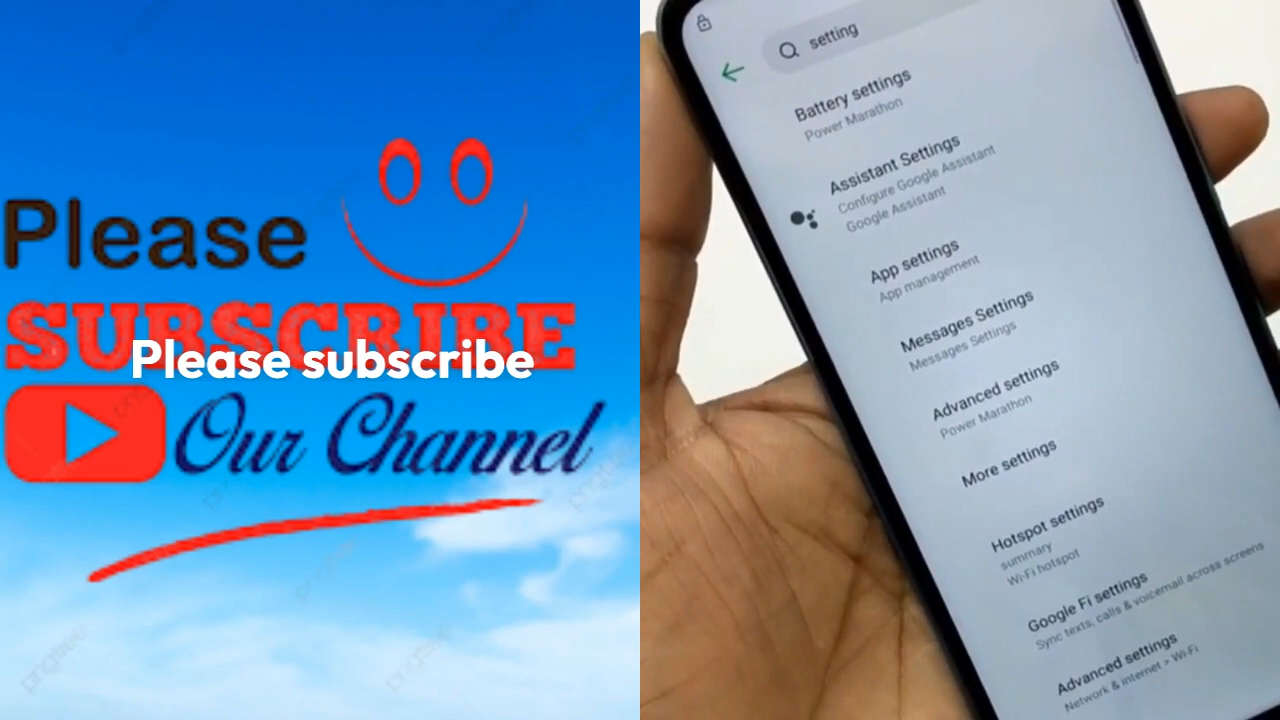 Please
SUBSCRIBE
Please subscribe
Our Channel
pngtree
setting
Battery settings
Power Marathon
Assistant Settings
Configure Google Assistant
Google Assistant
App settings
App management
Messages Settings
Messages Settings
Advanced settings
Power Marathon
More settings
Hotspot settings
summary
Wi-Fi hotspot
Google Fi settings
Sync texts, calls & voicemail across screens
Advanced settings
Network & internet > Wi-Fi